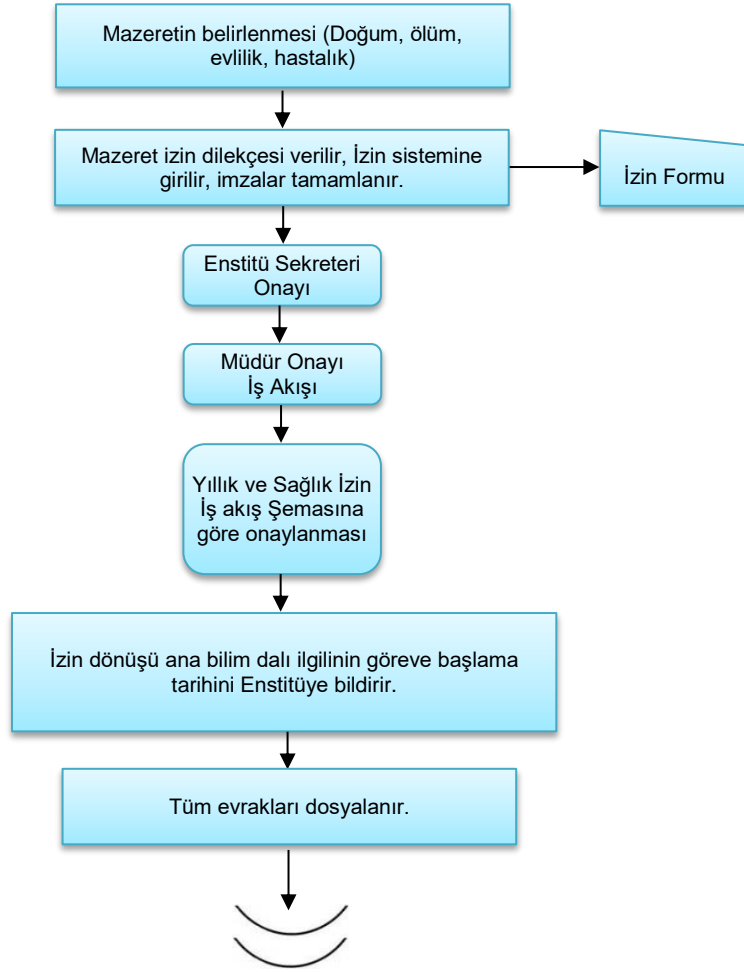 Mazeretin belirlenmesi (Doğum, ölüm,
evlilik, hastalık)
Mazeret izin dilekçesi verilir, İzin sistemine
girilir, imzalar tamamlanır.
İzin Formu
Enstitü Sekreteri
Onayı
Müdür Onayı
İş Akışı
Yıllık ve Sağlık İzin
İş akış Şemasına
göre onaylanması
İzin dönüşü ana bilim dalı ilgilinin göreve başlama
tarihini Enstitüye bildirir.
Tüm evrakları dosyalanır.